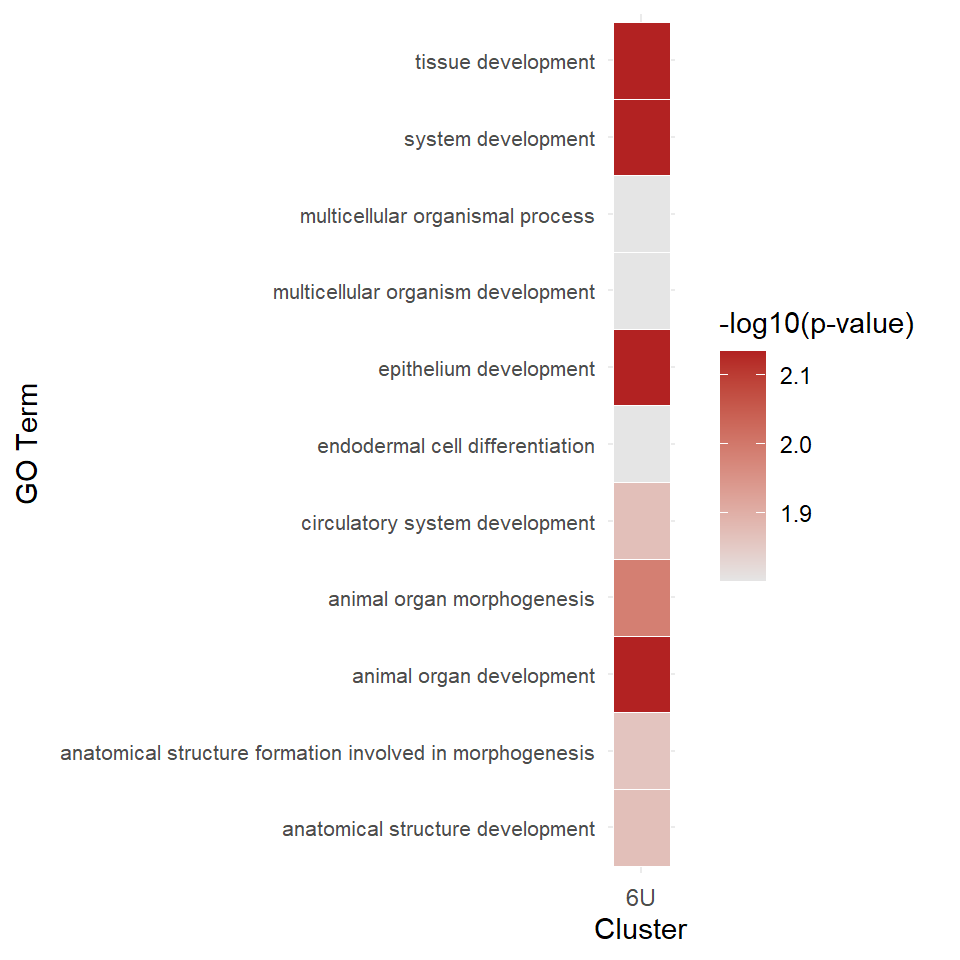 tissue development
system development
multicellular organismal process
multicellular organism development
epithelium development
endodermal cell differentiation
circulatory system development
animal organ morphogenesis
animal organ development
anatomical structure formation involved in morphogenesis
anatomical structure development
GO Term
6U
Cluster
-log10(p-value)
2.1
2.0
1.9